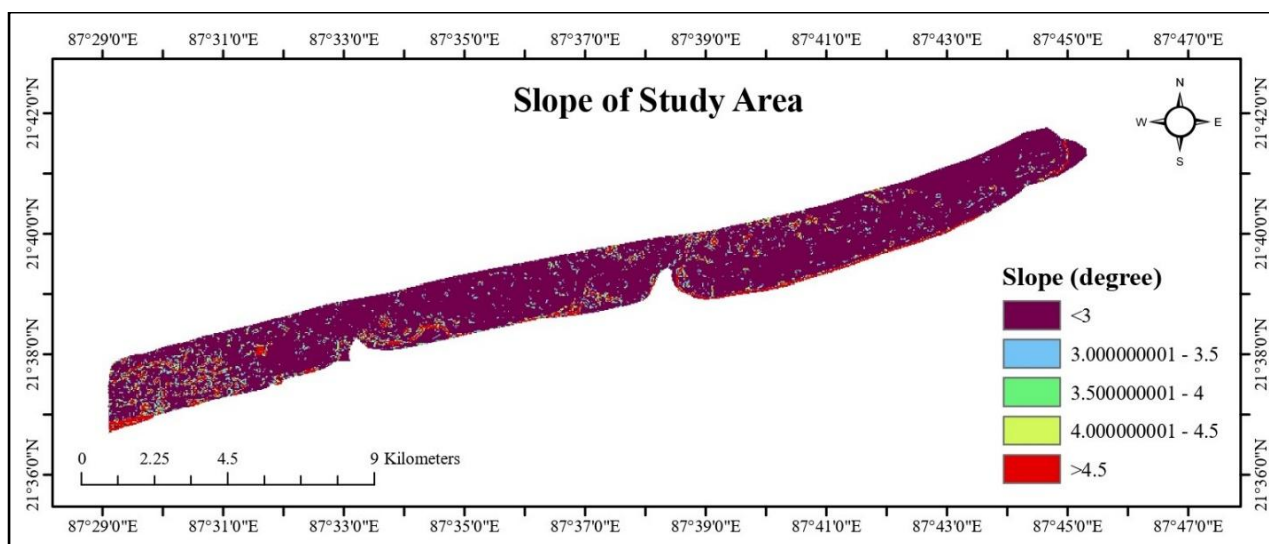 87°29'0"E 87°31'0"E 87°33'0"E 87°35'0"E 87°37'0"E 87°39'0"E 87°41'0"E 87°43'0"E 87°45'0"E 87°47'0"E
Slope of Study Area
N
W E
S
21°42'0"N 21°42'0"N
21°40'0"N 21°40'0"N
21°38'0"N 21°38'0"N
21°36'0"N 21°36'0"N
Slope (degree)
<3
3.000000001 - 3.5
3.500000001 - 4
4.000000001 - 4.5
>4.5
0 2.25 4.5 9 Kilometers
87°29'0"E 87°31'0"E 87°33'0"E 87°35'0"E 87°37'0"E 87°39'0"E 87°41'0"E 87°43'0"E 87°45'0"E 87°47'0"E